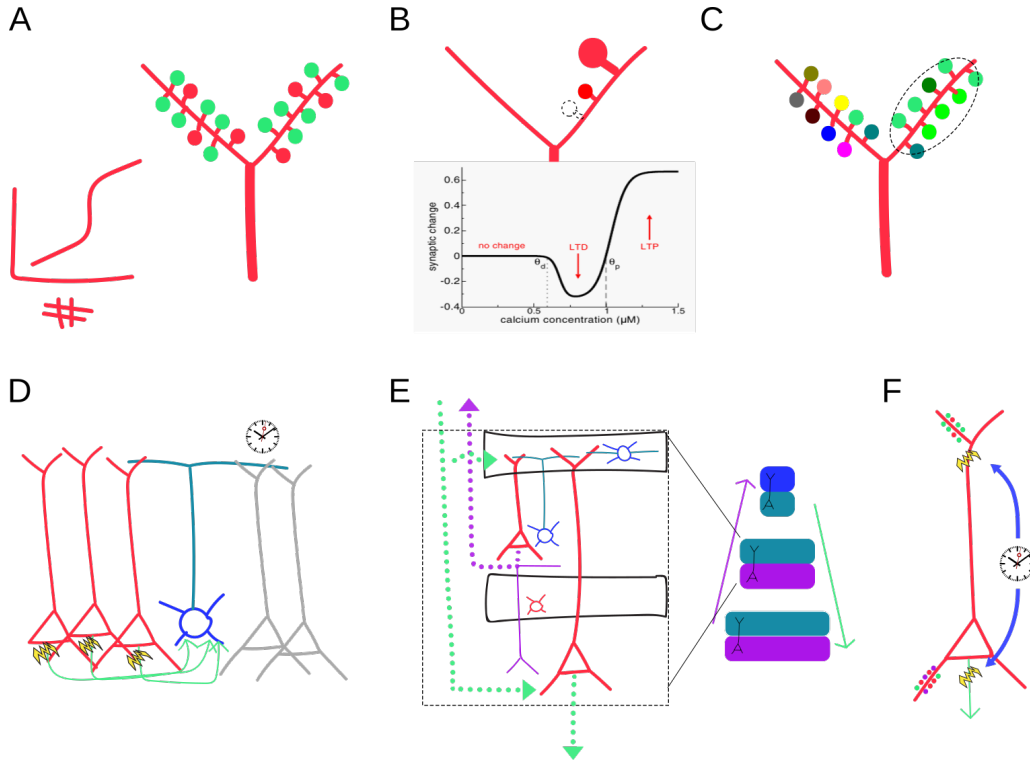 A
B
C
0.6
0.4
0.2
0
-0.2
-0.4
synaptic change
no change
LTD
LTP
θd
θp
0
0.5
1
1.5
calcium concentration (μM)
D
E
F